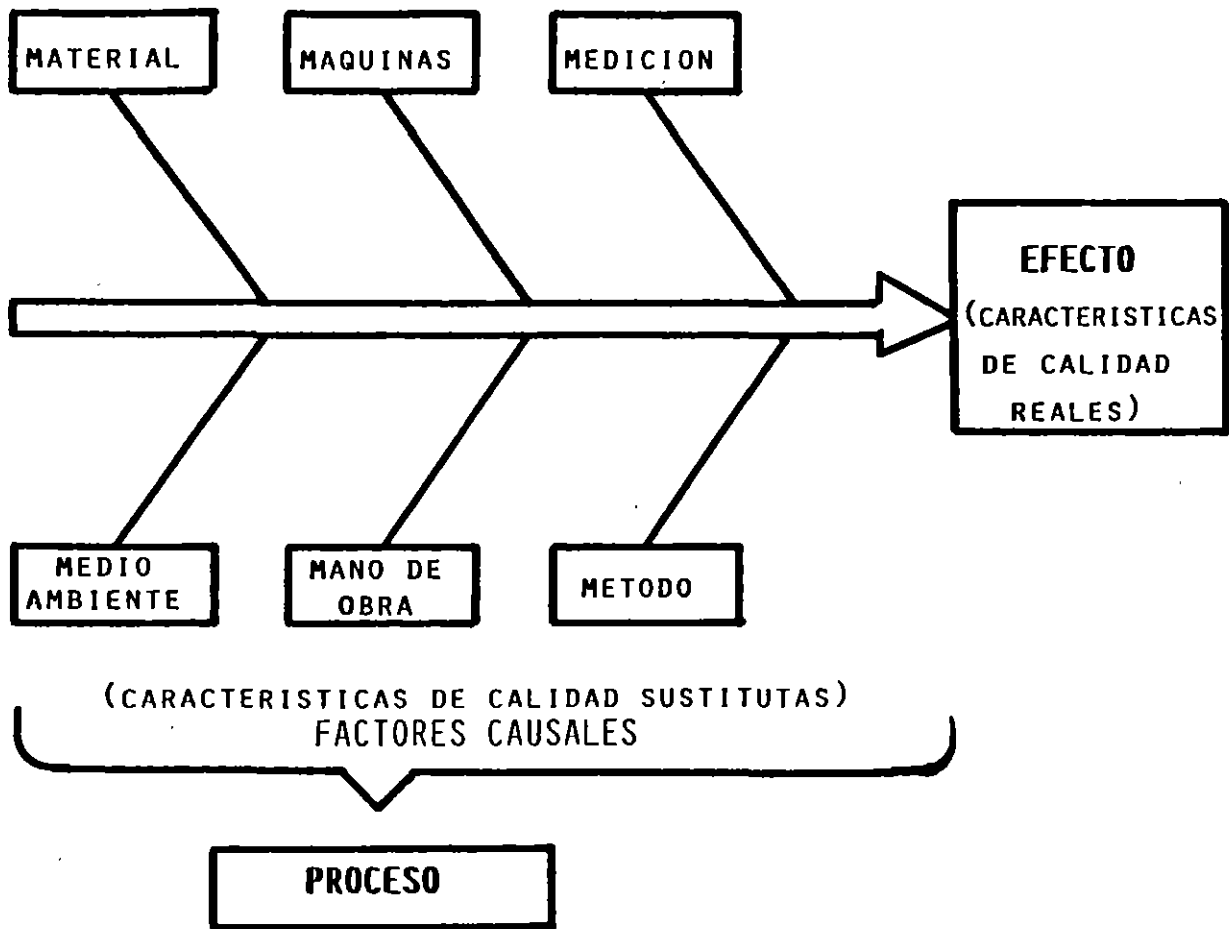 MATERIAL
MAQUINAS
MEDICION
EFECTO
(CARACTERISTICAS
DE CALIDAD
REALES)
MEDIO
AMBIENTE
MANO DE
OBRA
METODO
(CARACTERISTICAS DE CALIDAD SUSTITUTAS)
FACTORES CAUSALES
PROCESO